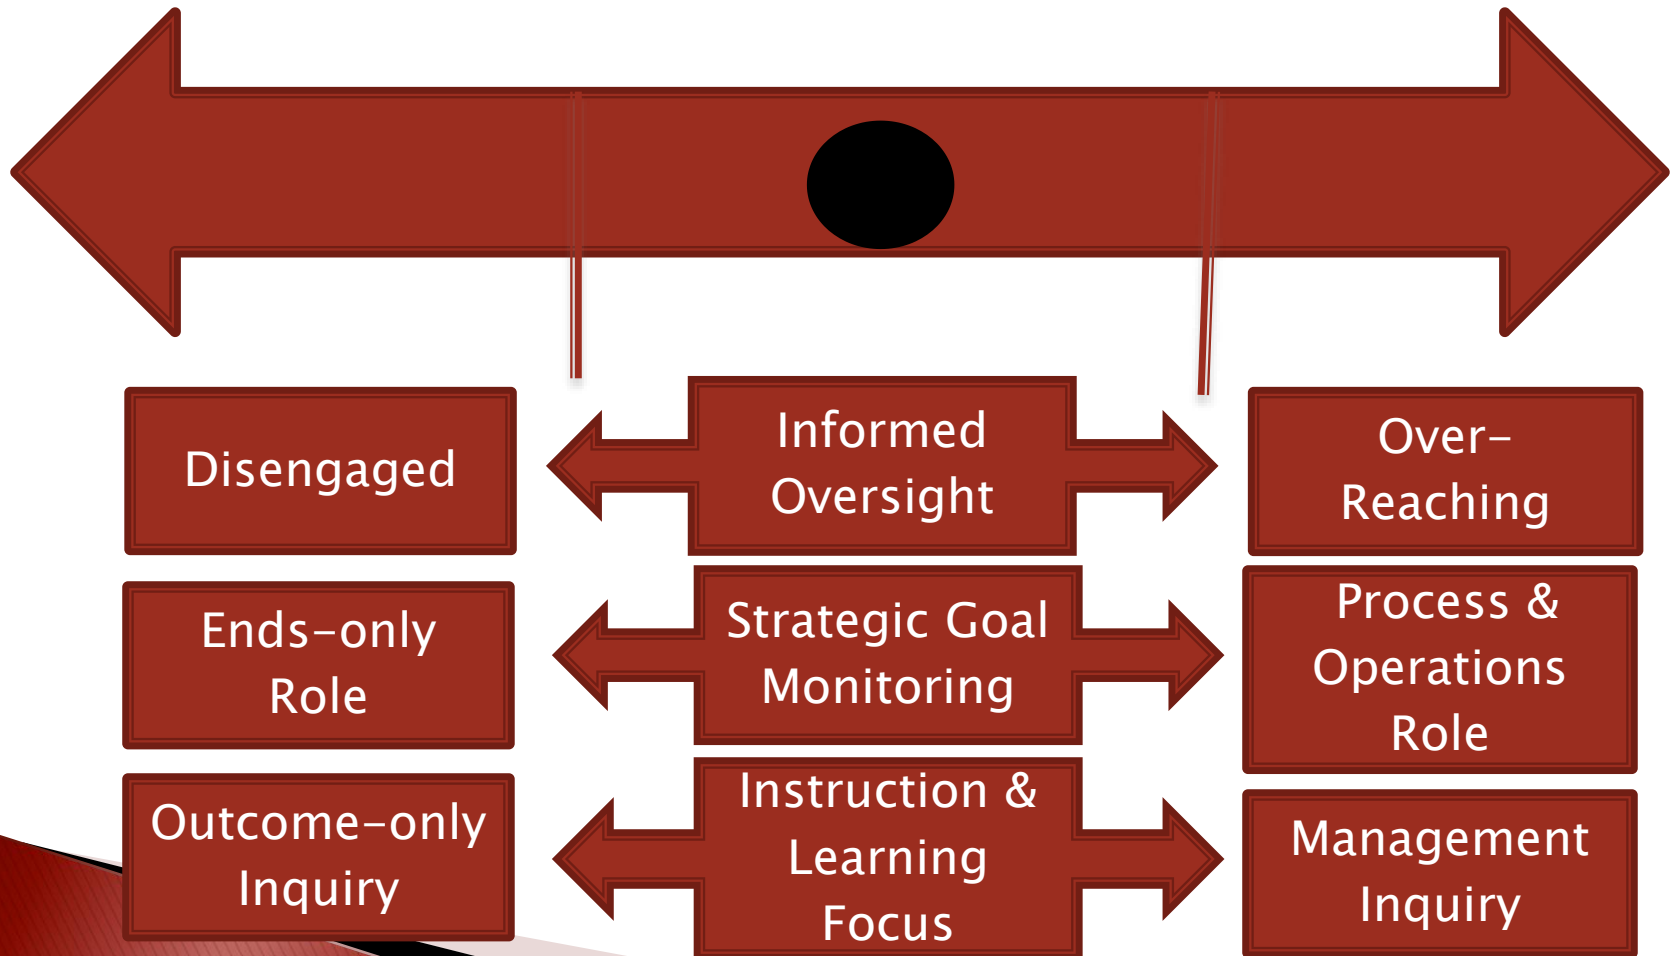 Disengaged
Informed
Oversight
Over-
Reaching
Ends-only
Role
Strategic Goal
Monitoring
Process &
Operations
Role
Outcome-only
Inquiry
Instruction &
Learning
Focus
Management
Inquiry